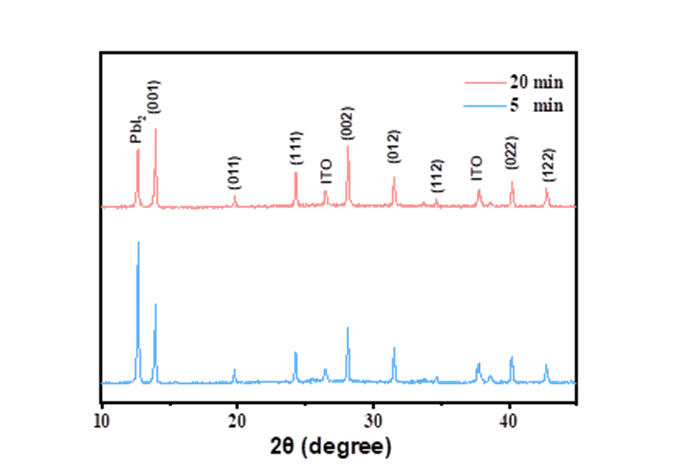 20 min
5 min
PbI₂
(001)
(011)
(111)
ITO
(002)
(012)
(112)
ITO
(022)
(122)
10
20
30
40
2θ (degree)